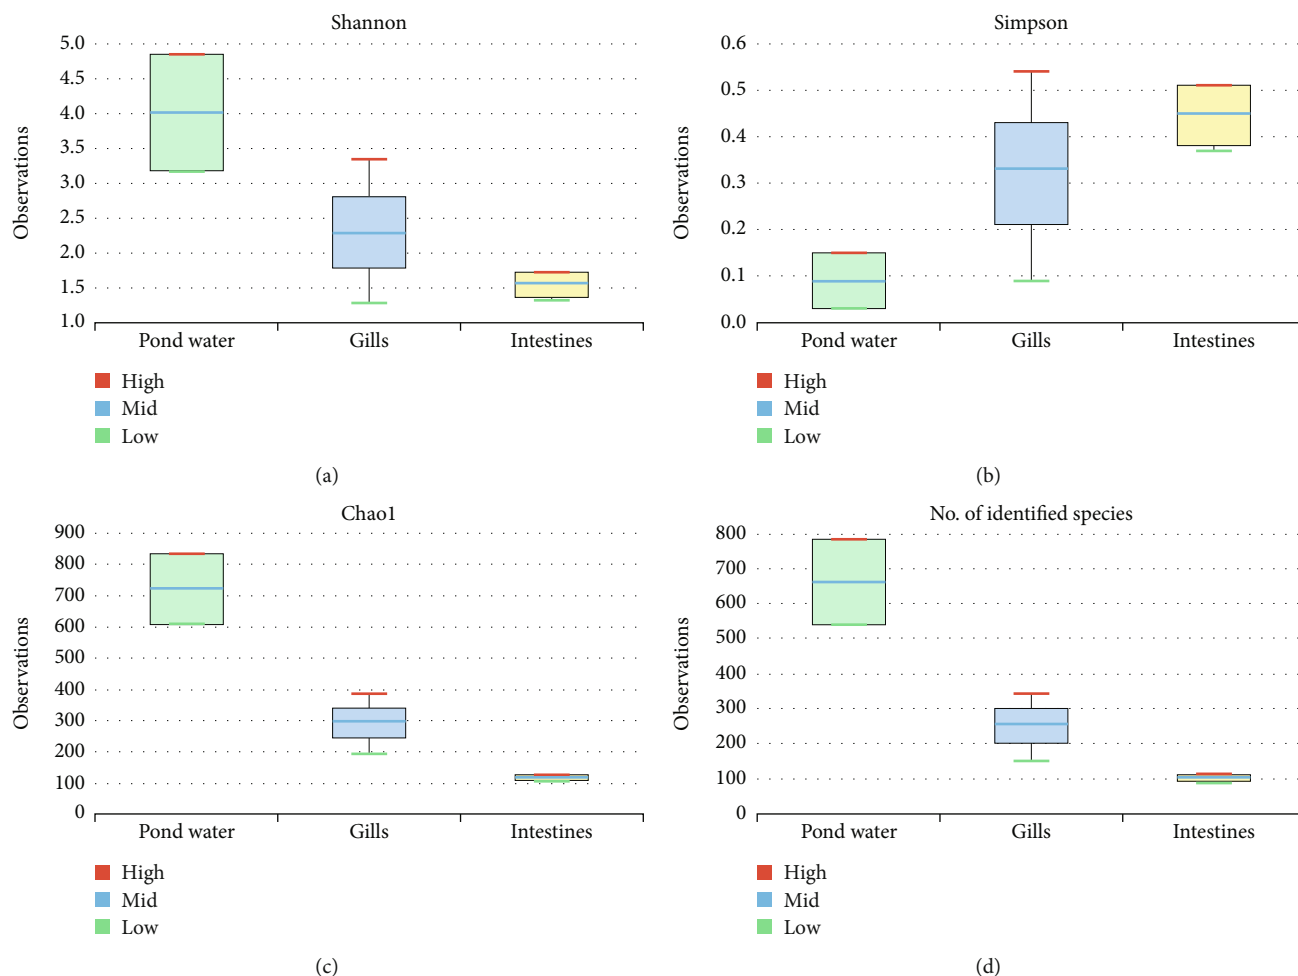 Shannon
Observations
5.0
4.5
4.0
3.5
3.0
2.5
2.0
1.5
1.0
Pond water Gills Intestines
High
Mid
Low
(a)
Simpson
Observations
0.6
0.5
0.4
0.3
0.2
0.1
0.0
Pond water Gills Intestines
High
Mid
Low
(b)
Chao1
Observations
900
800
700
600
500
400
300
200
100
0
Pond water Gills Intestines
High
Mid
Low
(c)
No. of identified species
Observations
800
700
600
500
400
300
200
100
0
Pond water Gills Intestines
High
Mid
Low
(d)